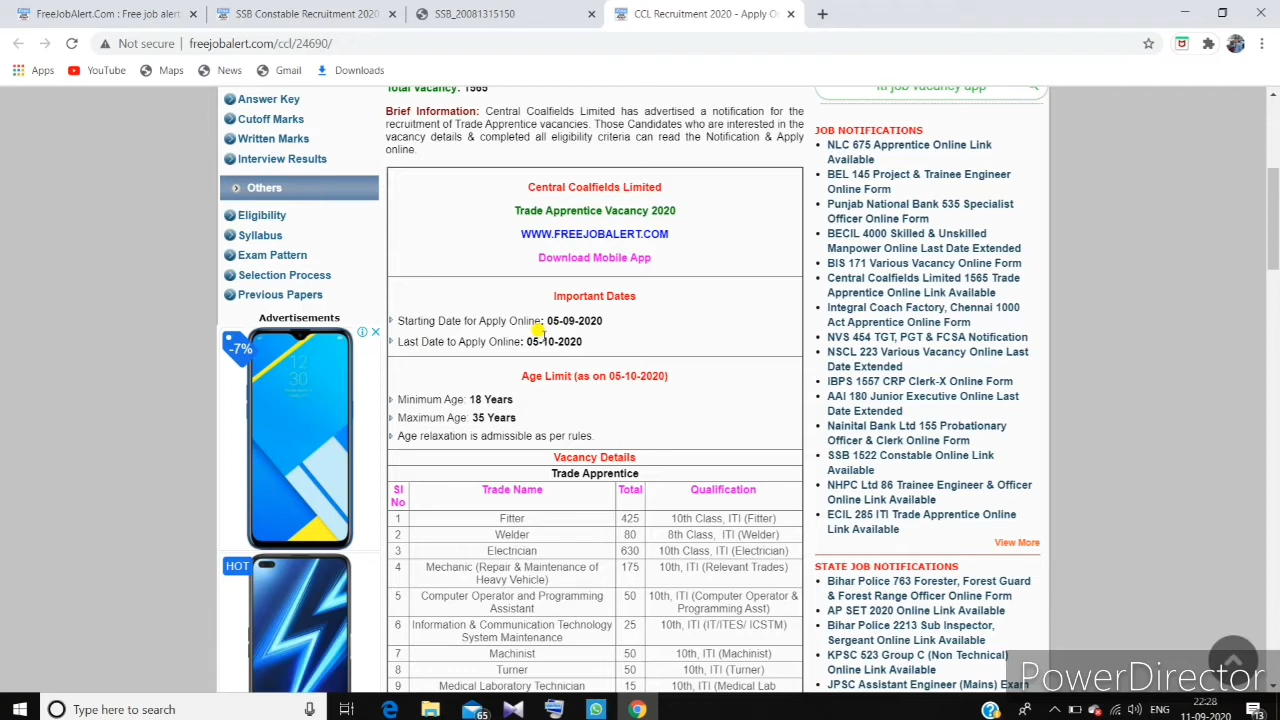 FreeJobAlert.Com : Free job alert
SSB Constable Recruitment 2020
SSB_20081315150
CCL Recruitment 2020 - Apply O
Not secure | freejobalert.com/ccl/24690/
Apps
YouTube
Maps
News
Gmail
Downloads
Answer Key
Cutoff Marks
Written Marks
Interview Results
Others
Eligibility
Syllabus
Exam Pattern
Selection Process
Previous Papers
Advertisements
-7%
HOT
Total Vacancy: 1565
Brief Information: Central Coalfields Limited has advertised a notification for the
recruitment of Trade Apprentice vacancies. Those Candidates who are interested in the
vacancy details & completed all eligibility criteria can read the Notification & Apply
online.
Central Coalfields Limited
Trade Apprentice Vacancy 2020
WWW.FREEJOBALERT.COM
Download Mobile App
Important Dates
Starting Date for Apply Online: 05-09-2020
Last Date to Apply Online: 05-10-2020
Age Limit (as on 05-10-2020)
Minimum Age: 18 Years
Maximum Age: 35 Years
Age relaxation is admissible as per rules.
Vacancy Details
Trade Apprentice
Sl No Trade Name Total Qualification
1 Fitter 425 10th Class, ITI (Fitter)
2 Welder 80 8th Class, ITI (Welder)
3 Electrician 630 10th Class, ITI (Electrician)
4 Mechanic (Repair & Maintenance of Heavy Vehicle) 175 10th, ITI (Relevant Trades)
5 Computer Operator and Programming Assistant 50 10th, ITI (Computer Operator & Programming Asst)
6 Information & Communication Technology System Maintenance 25 10th, ITI (IT/ITES/ ICSTM)
7 Machinist 50 10th, ITI (Machinist)
8 Turner 50 10th, ITI (Turner)
9 Medical Laboratory Technician 15 10th, ITI (Medical Lab
iti job vacancy app
JOB NOTIFICATIONS
NLC 675 Apprentice Online Link
Available
BEL 145 Project & Trainee Engineer
Online Form
Punjab National Bank 535 Specialist
Officer Online Form
BECIL 4000 Skilled & Unskilled
Manpower Online Last Date Extended
BIS 171 Various Vacancy Online Form
Central Coalfields Limited 1565 Trade
Apprentice Online Link Available
Integral Coach Factory, Chennai 1000
Act Apprentice Online Form
NVS 454 TGT, PGT & FCSA Notification
NSCL 223 Various Vacancy Online Last
Date Extended
IBPS 1557 CRP Clerk-X Online Form
AAI 180 Junior Executive Online Last
Date Extended
Nainital Bank Ltd 155 Probationary
Officer & Clerk Online Form
SSB 1522 Constable Online Link
Available
NHPC Ltd 86 Trainee Engineer & Officer
Online Link Available
ECIL 285 ITI Trade Apprentice Online
Link Available
View More
STATE JOB NOTIFICATIONS
Bihar Police 763 Forester, Forest Guard
& Forest Range Officer Online Form
AP SET 2020 Online Link Available
Bihar Police 2213 Sub Inspector,
Sergeant Online Link Available
KPSC 523 Group C (Non Technical)
Online Link Available
JPSC Assistant Engineer (Mains) Exam
PowerDirector
Type here to search
65
ENG
22:28
11-09-2020
13